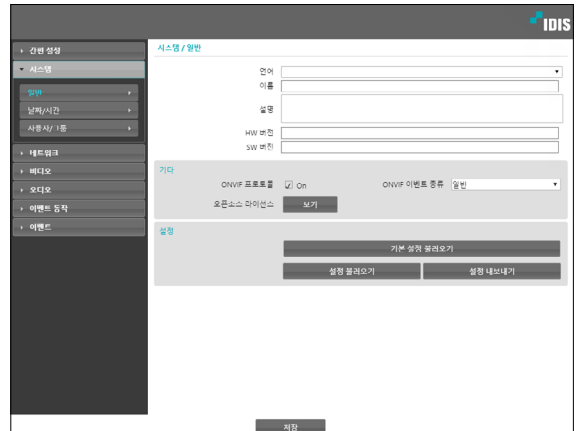 IDIS
간편 설정
시스템
일반
날짜/시간
사용자/그룹
네트워크
비디오
오디오
이벤트 동작
이벤트
시스템 / 일반
언어
이름
설명
HW 버전
SW 버전
기타
ONVIF 프로토콜 On ONVIF 이벤트 종류 일반
오픈소스 라이선스 보기
설정
기본 설정 불러오기
설정 불러오기 설정 내보내기
저장